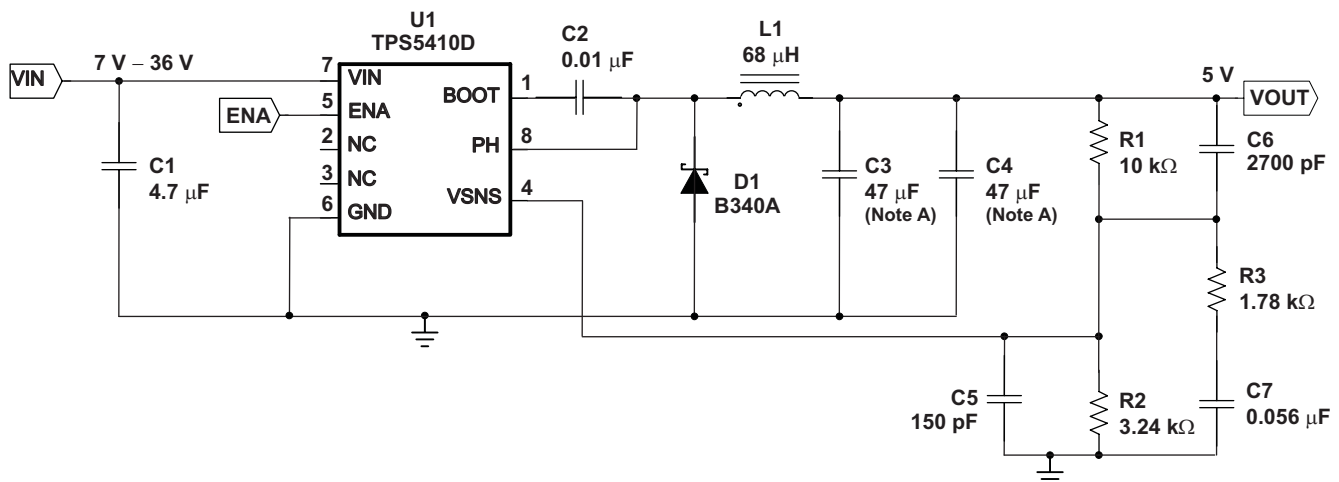 U1
TPS5410D
C2
0.01 μF
L1
68 μH
VIN
7 V – 36 V
7
VIN
5
ENA
2
NC
3
NC
6
GND
BOOT
1
PH
8
VSNS
4
ENA
C1
4.7 μF
D1
B340A
C3
47 μF
(Note A)
C4
47 μF
(Note A)
5 V
VOUT
R1
10 kΩ
C6
2700 pF
R3
1.78 kΩ
C5
150 pF
R2
3.24 kΩ
C7
0.056 μF